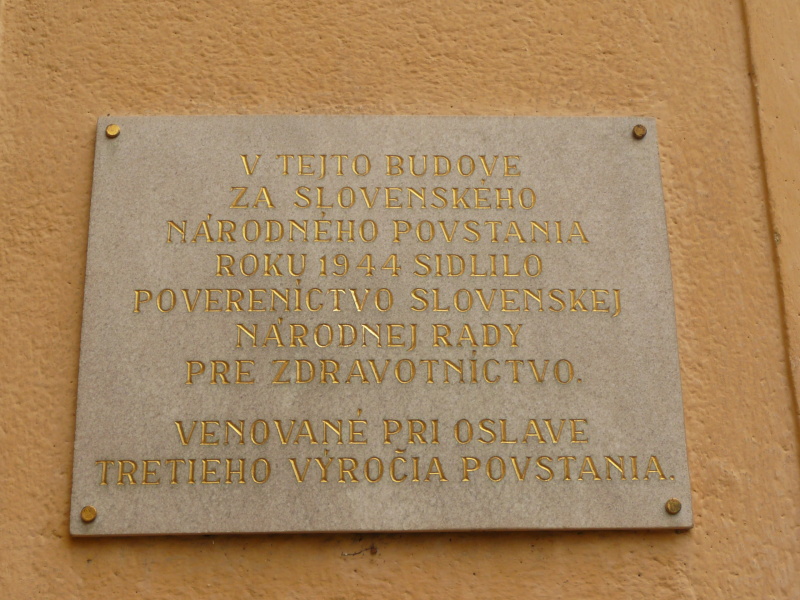 V TEJTO BUDOVE
ZA SLOVENSKÉHO
NÁRODNÉHO POVSTANIA
ROKU 1944 SIDLILO
POVERENÍCTVO SLOVENSKEJ
NÁRODNEJ RADY
PRE ZDRAVOTNÍCTVO.
VENOVANÉ PRI OSLAVE
TRETIEHO VÝROČIA POVSTANIA.